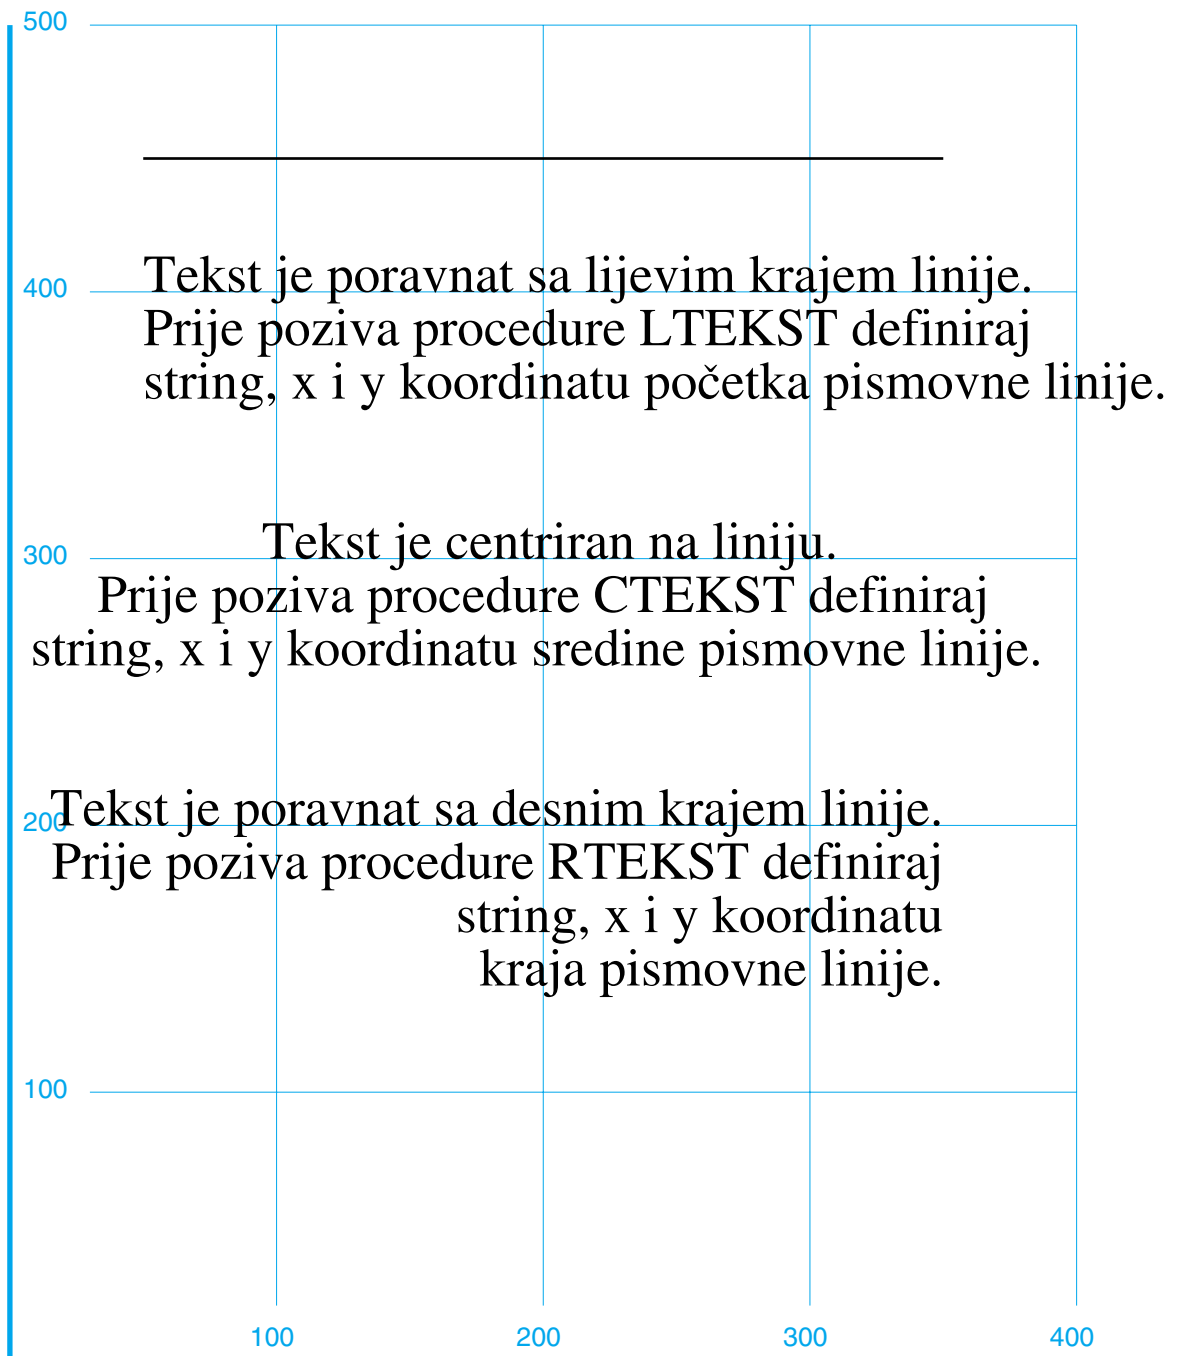 500
400
Tekst je poravnat sa lijevim krajem linije.
Prije poziva procedure LTEKST definiraj
string, x i y koordinatu početka pismovne linije.
300
Tekst je centriran na liniju.
Prije poziva procedure CTEKST definiraj
string, x i y koordinatu sredine pismovne linije.
200
Tekst je poravnat sa desnim krajem linije.
Prije poziva procedure RTEKST definiraj
string, x i y koordinatu
kraja pismovne linije.
100
100 200 300 400